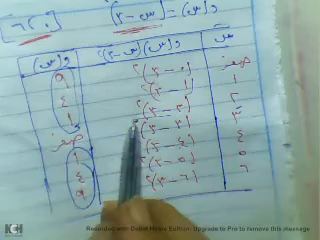 د(س) = (س-٣)٢ [٠، ٦]
س د(س)=(س-٣)٢ د(س)
صفر (٠-٣)٢ ٩
١ (١-٣)٢ ٤
٢ (٢-٣)٢ ١
٣ (٣-٣)٢ صفر
٤ (٤-٣)٢ ١
٥ (٥-٣)٢ ٤
٦ (٦-٣)٢ ٩
Recorded with Debut Home Edition. Upgrade to Pro to remove this message